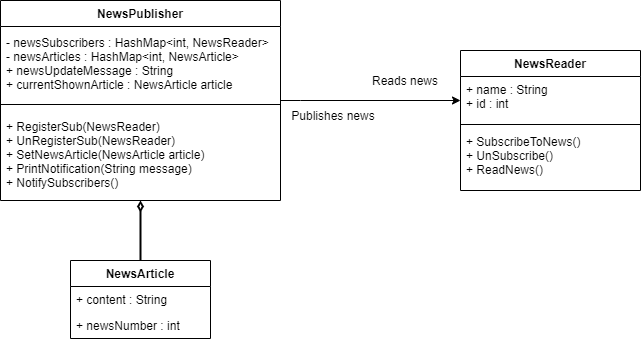 NewsPublisher
- newsSubscribers : HashMap<int, NewsReader>
- newsArticles : HashMap<int, NewsArticle>
+ newsUpdateMessage : String
+ currentShownArticle : NewsArticle article
+ RegisterSub(NewsReader)
+ UnRegisterSub(NewsReader)
+ SetNewsArticle(NewsArticle article)
+ PrintNotification(String message)
+ NotifySubscribers()
Reads news
Publishes news
NewsReader
+ name : String
+ id : int
+ SubscribeToNews()
+ UnSubscribe()
+ ReadNews()
NewsArticle
+ content : String
+ newsNumber : int